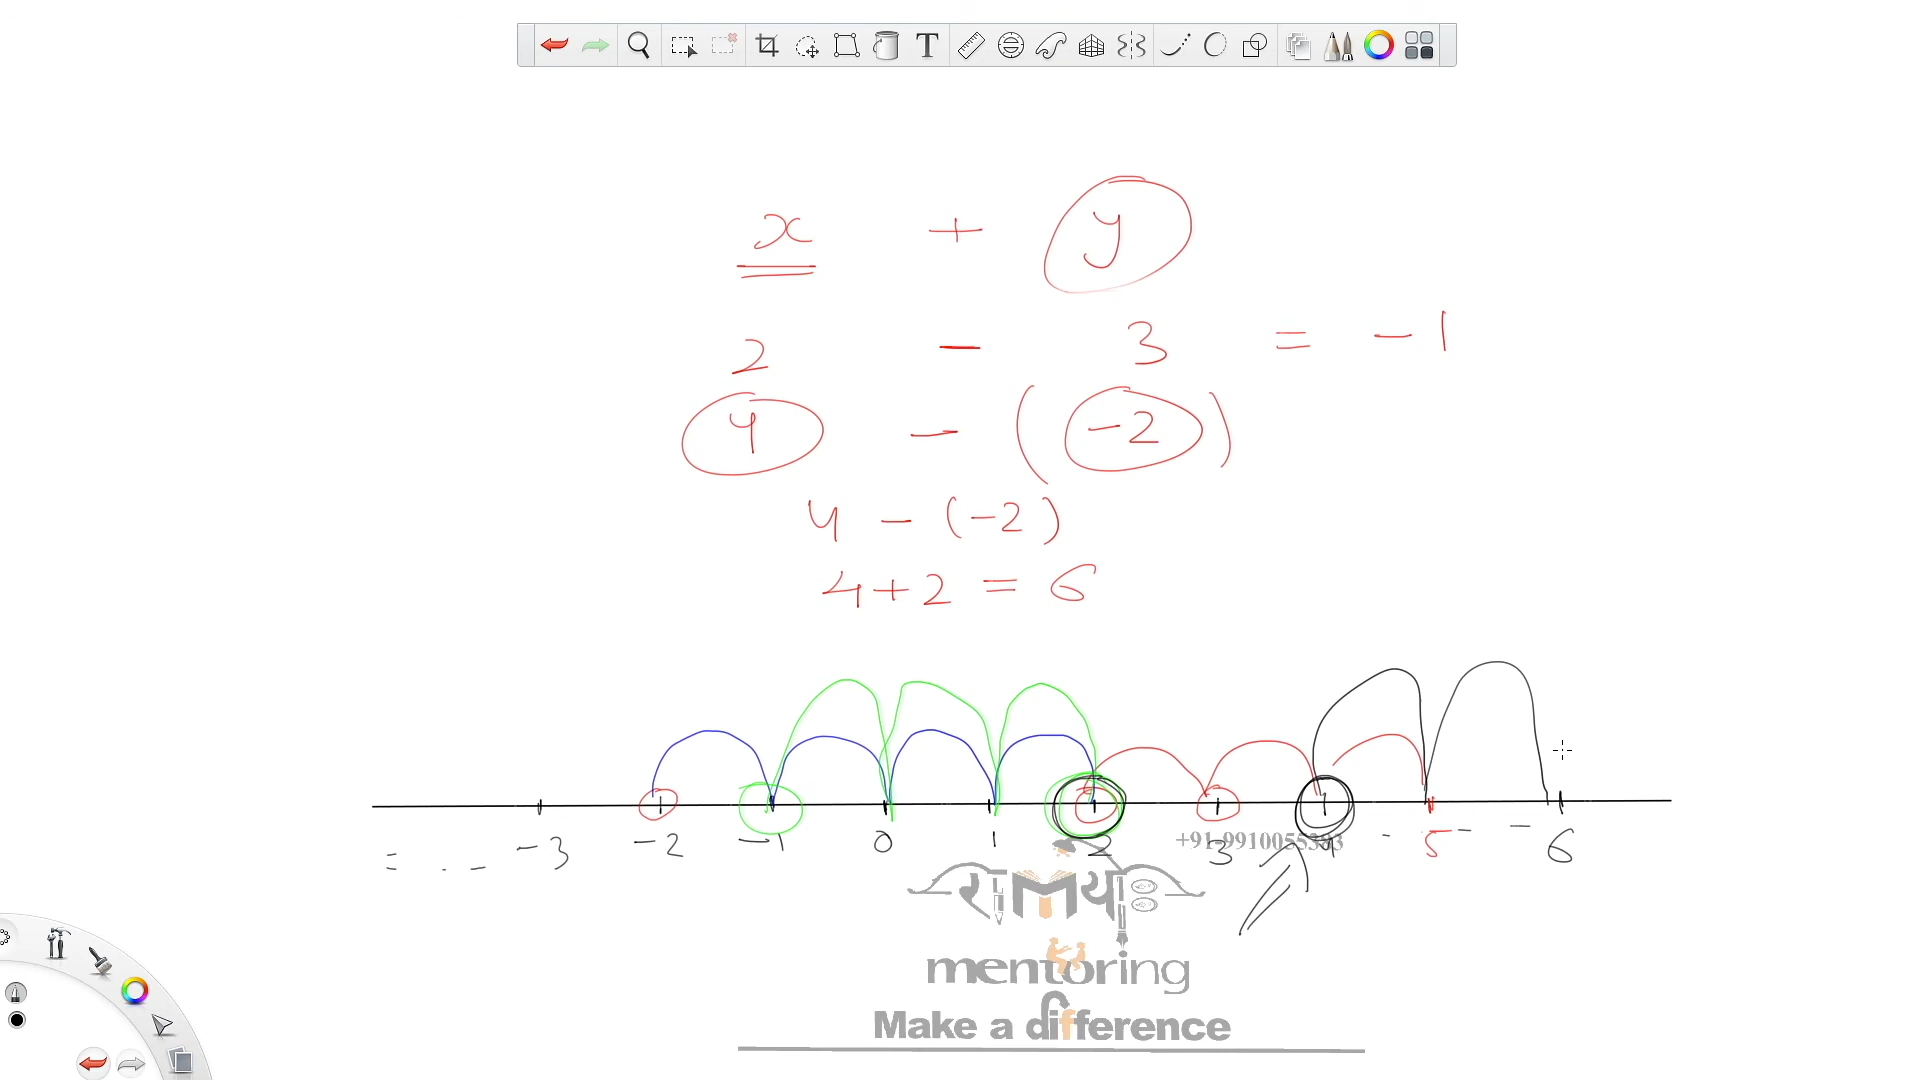 x + y
2 - 3 = -1
4 - (-2)
4 - (-2)
4+2 = 6
= . - -3 -2 -1 0 1 2 3 4 - 5 - - 6
+91-9910055383
रामया
mentoring
Make a difference